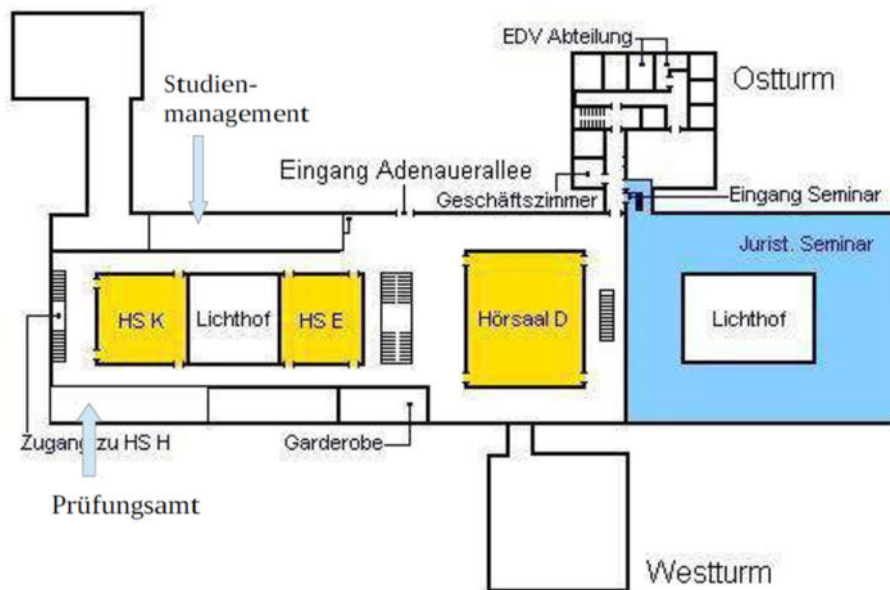 EDV Abteilung
Studien-
management
Ostturm
Eingang Adenauerallee
Geschäftszimmer
Eingang Seminar
Jurist. Seminar
HS K
Lichthof
HS E
Hörsaal D
Lichthof
Zugang zu HS H
Garderobe
Prüfungsamt
Westturm